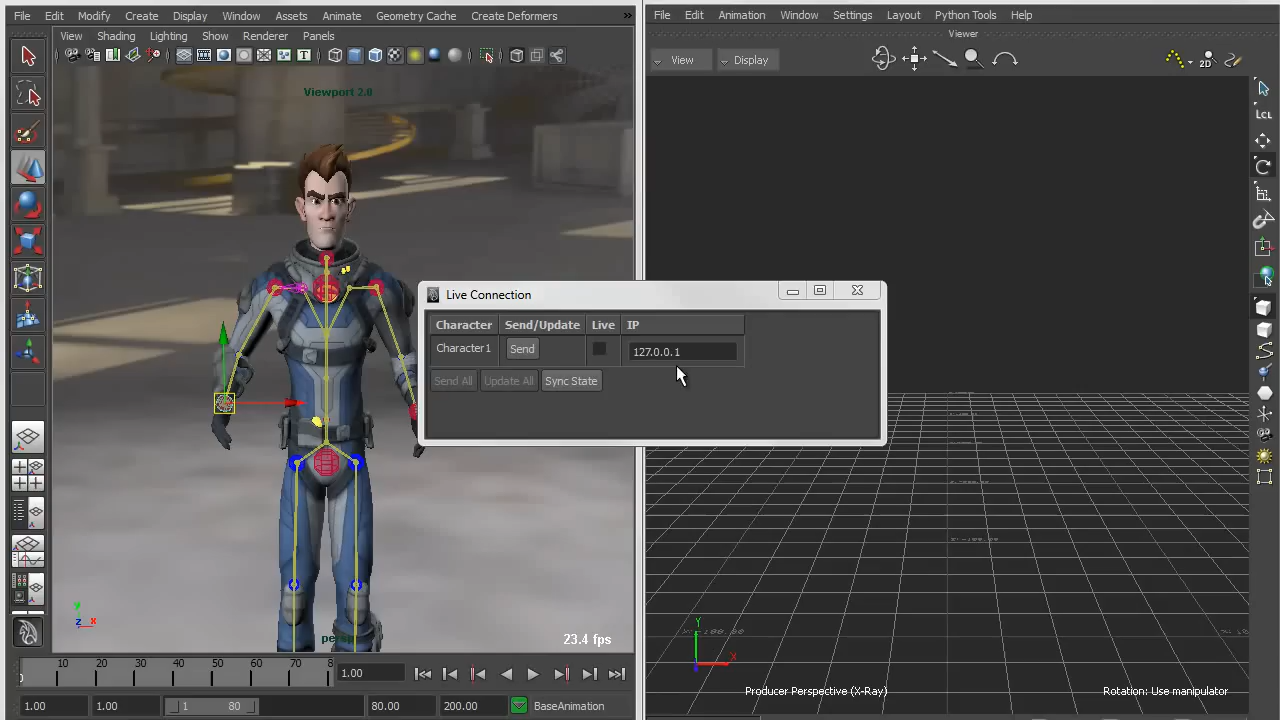 File Edit Modify Create Display Window Assets Animate Geometry Cache Create Deformers »
View Shading Lighting Show Renderer Panels
Viewport 2.0
File Edit Animation Window Settings Layout Python Tools Help
Viewer
View Display
2D
LCL
Live Connection
Character Send/Update Live IP
Character1 Send 127.0.0.1
Send All Update All Sync State
Y
X
Z
persp
23.4 fps
10 20 30 40 50 60 70 8
1.00
1.00 1.00 1 80 80.00 200.00 BaseAnimation
Y
X
Producer Perspective (X-Ray)
Rotation: Use manipulator